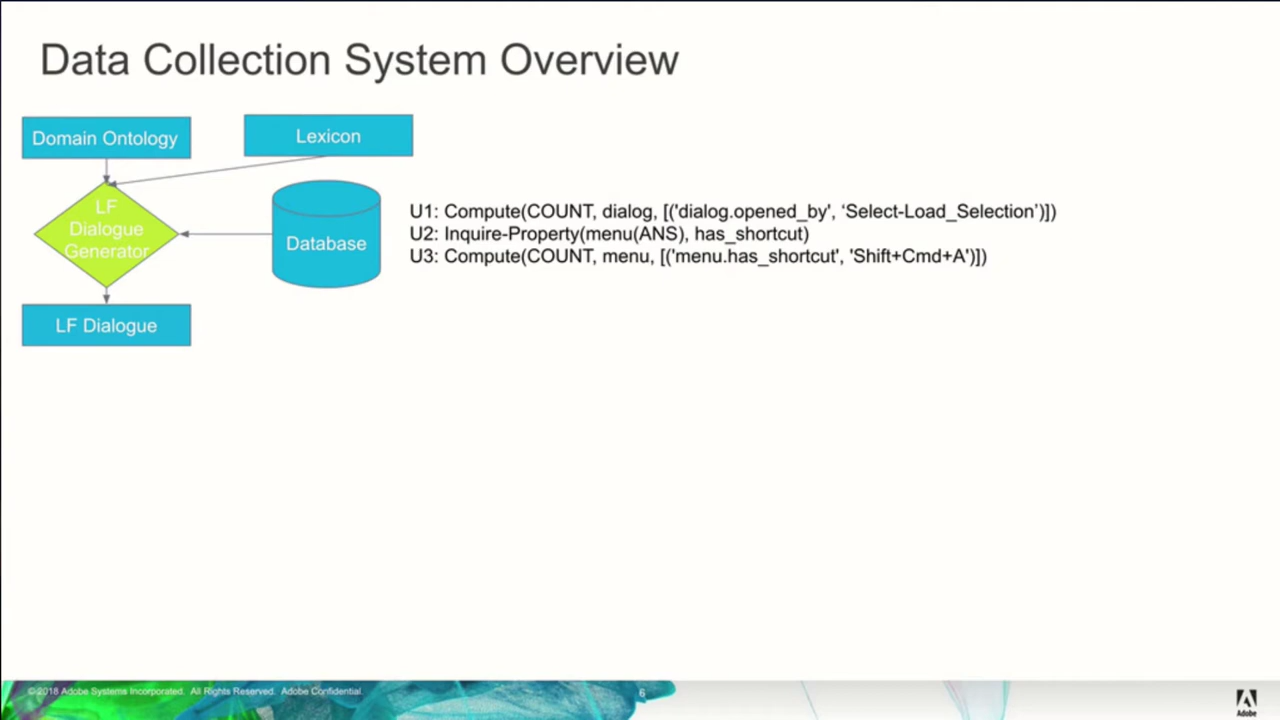 Data Collection System Overview
Domain Ontology
Lexicon
LF
Dialogue
Generator
Database
LF Dialogue
U1: Compute(COUNT, dialog, [('dialog.opened_by', ‘Select-Load_Selection’)])
U2: Inquire-Property(menu(ANS), has_shortcut)
U3: Compute(COUNT, menu, [('menu.has_shortcut', 'Shift+Cmd+A')])
©2018 Adobe Systems Incorporated. All Rights Reserved. Adobe Confidential.
6
Adobe